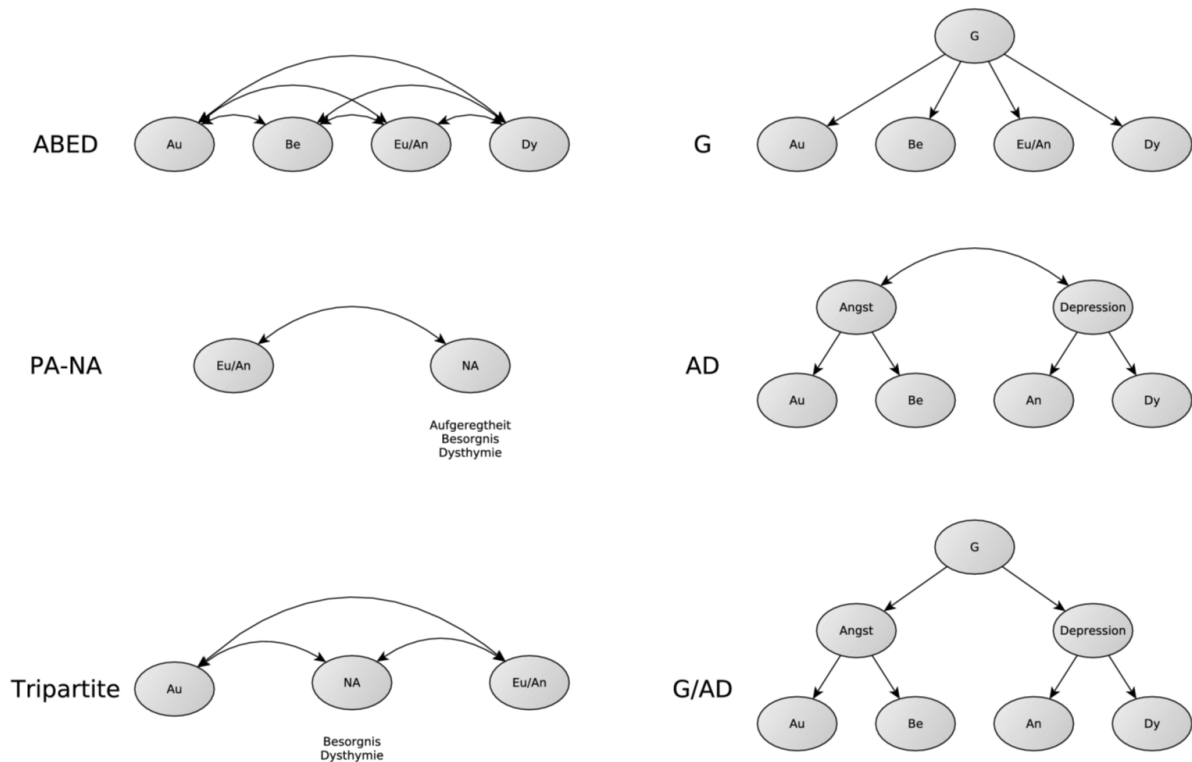 ABED
Au
Be
Eu/An
Dy
G
G
Au
Be
Eu/An
Dy
PA-NA
Eu/An
NA
Aufgeregtheit
Besorgnis
Dysthymie
AD
Angst
Depression
Au
Be
An
Dy
Tripartite
Au
NA
Eu/An
Besorgnis
Dysthymie
G/AD
G
Angst
Depression
Au
Be
An
Dy